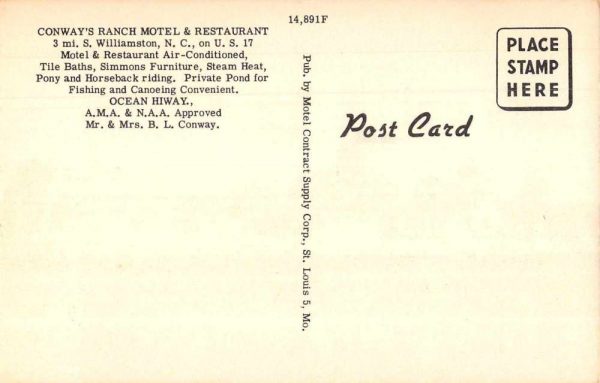 14,891F
CONWAY'S RANCH MOTEL & RESTAURANT
3 mi. S. Williamston, N. C., on U. S. 17
Motel & Restaurant Air-Conditioned,
Tile Baths, Simmons Furniture, Steam Heat,
Pony and Horseback riding. Private Pond for
Fishing and Canoeing Convenient.
OCEAN HIWAY.,
A.M.A. & N.A.A. Approved
Mr. & Mrs. B. L. Conway.
Pub. by Motel Contract Supply Corp., St. Louis 5, Mo.
Post Card
PLACE
STAMP
HERE